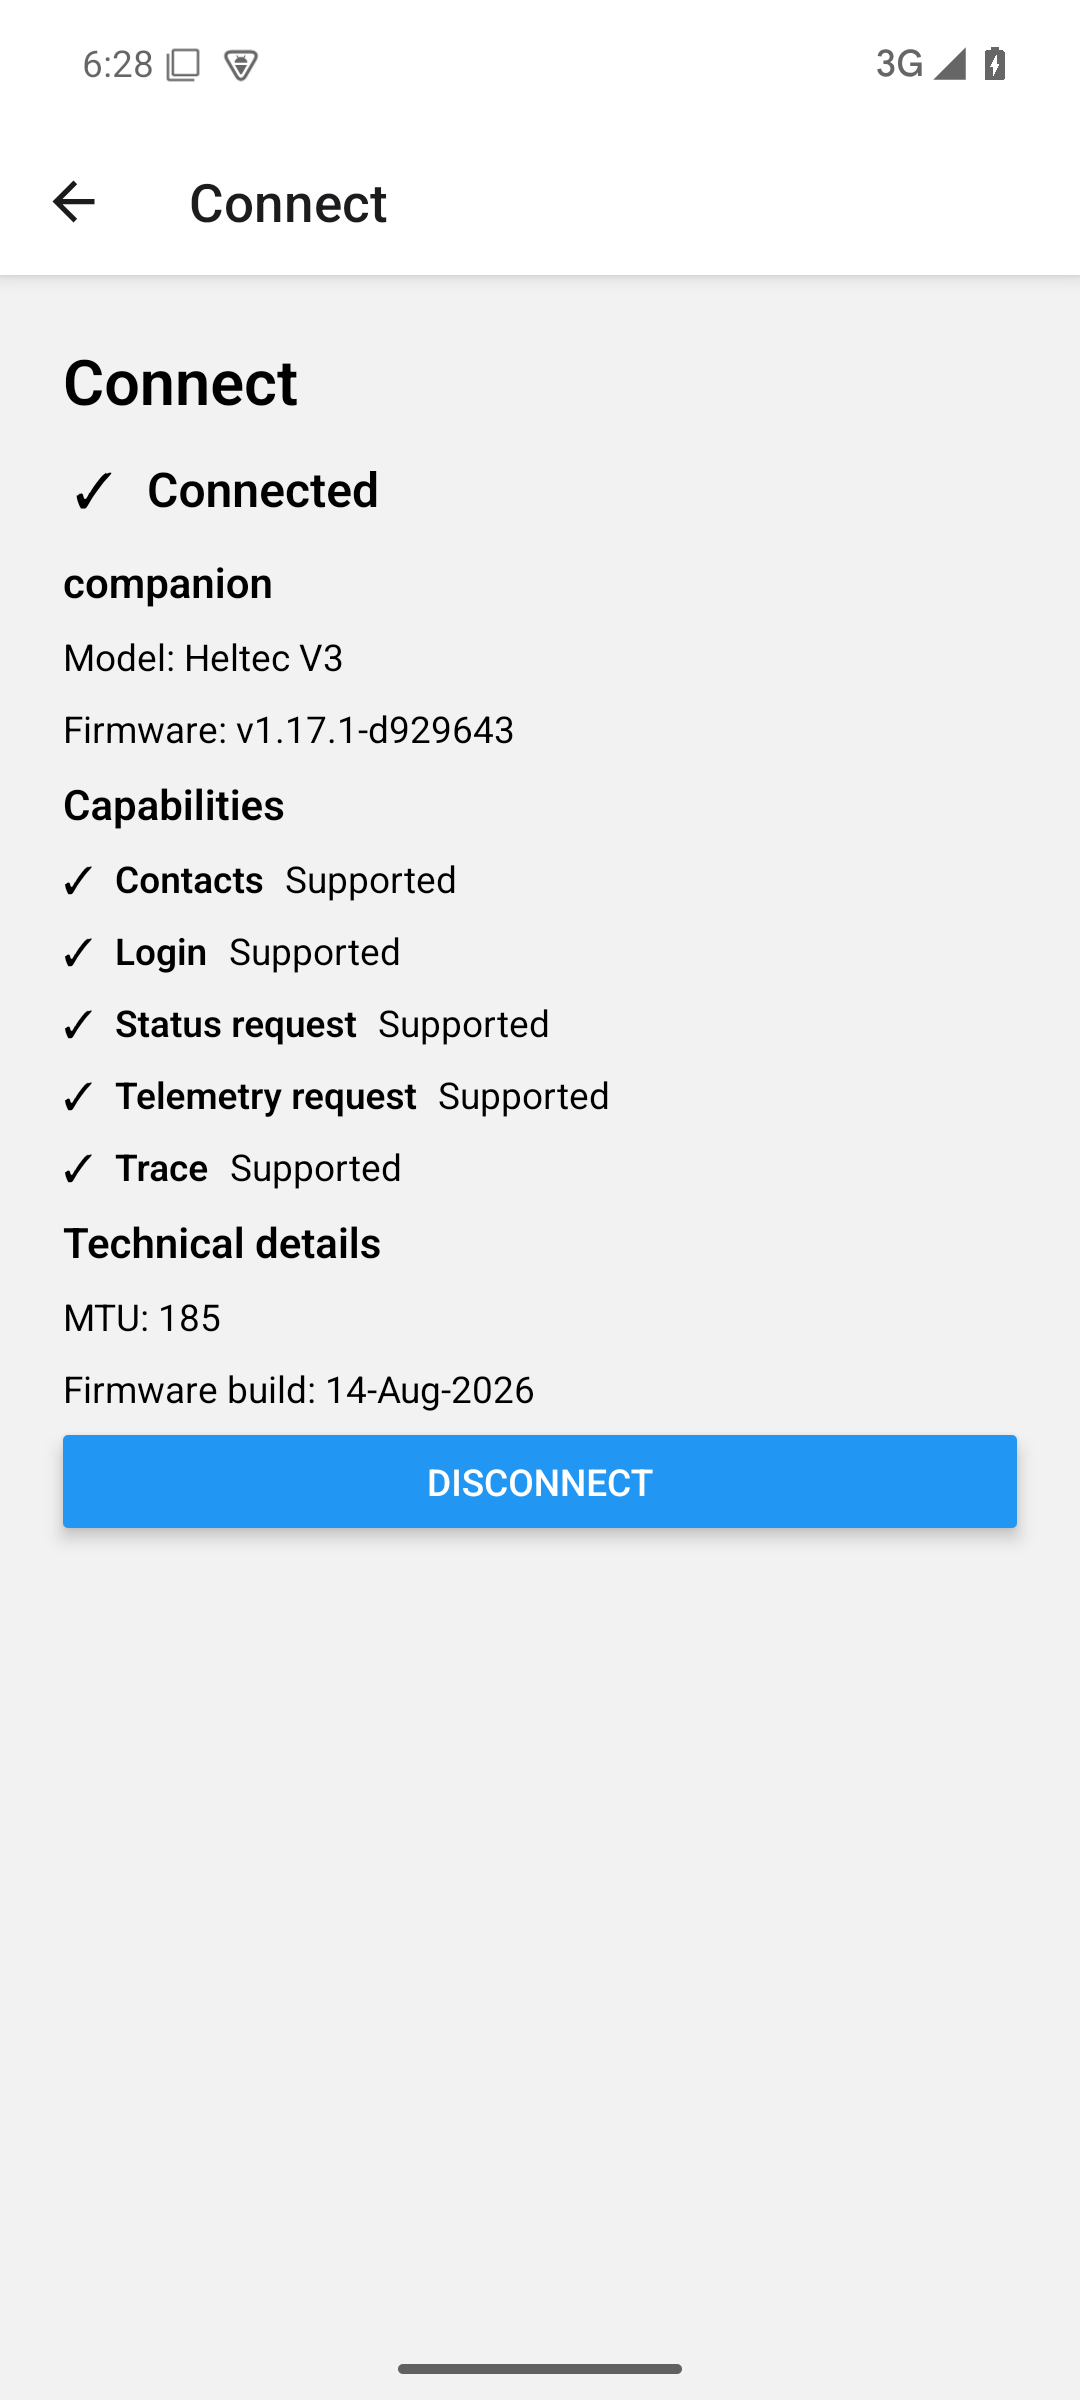 6:28
3G
Connect
Connect
✓ Connected
companion
Model: Heltec V3
Firmware: v1.17.1-d929643
Capabilities
✓ Contacts Supported
✓ Login Supported
✓ Status request Supported
✓ Telemetry request Supported
✓ Trace Supported
Technical details
MTU: 185
Firmware build: 14-Aug-2026
DISCONNECT